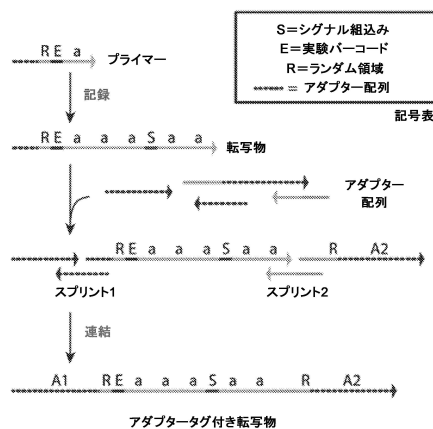 S=シグナル組込み
E=実験バーコード
R=ランダム領域
= アダプター配列
記号表
R E a プライマー
記録
R E a a a S a a 転写物
アダプター
配列
R E a a a S a a R A2
スプリント1 スプリント2
連結
A1 R E a a a S a a R A2
アダプタータグ付き転写物